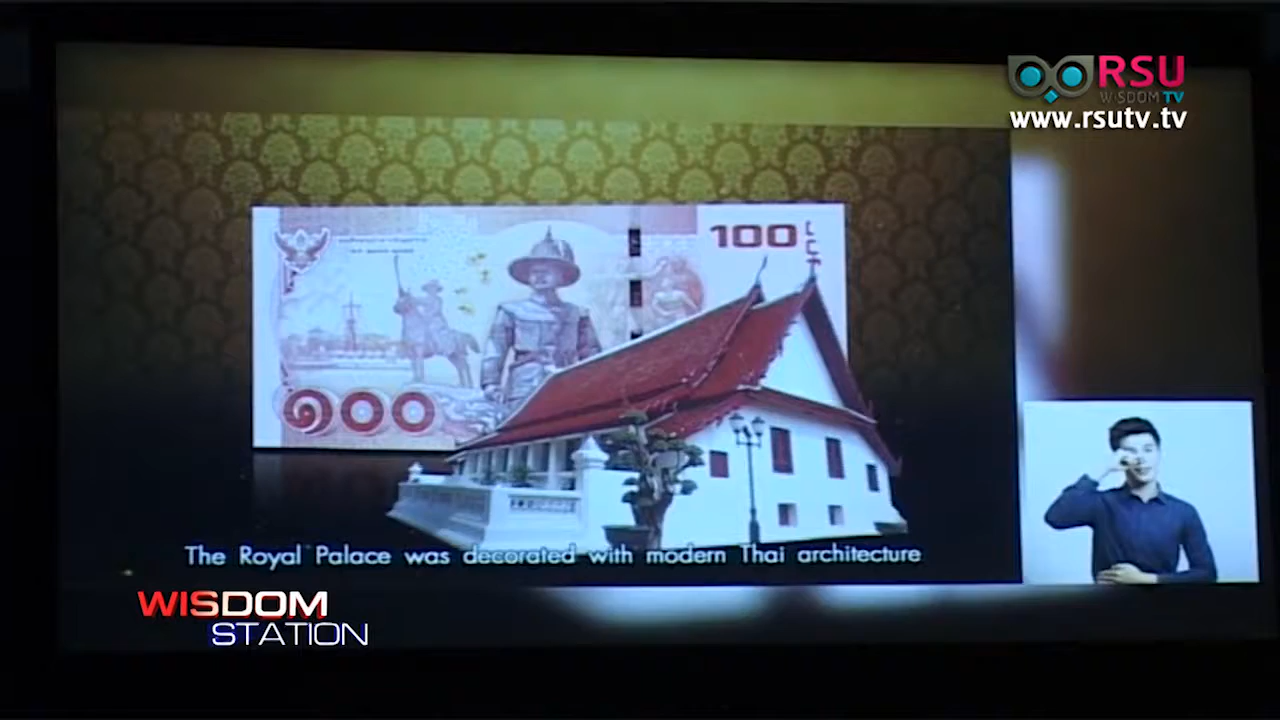 RSU
WISDOM TV
www.rsutv.tv
100
๑๐๐
The Royal Palace was decorated with modern Thai architecture
WISDOM
STATION